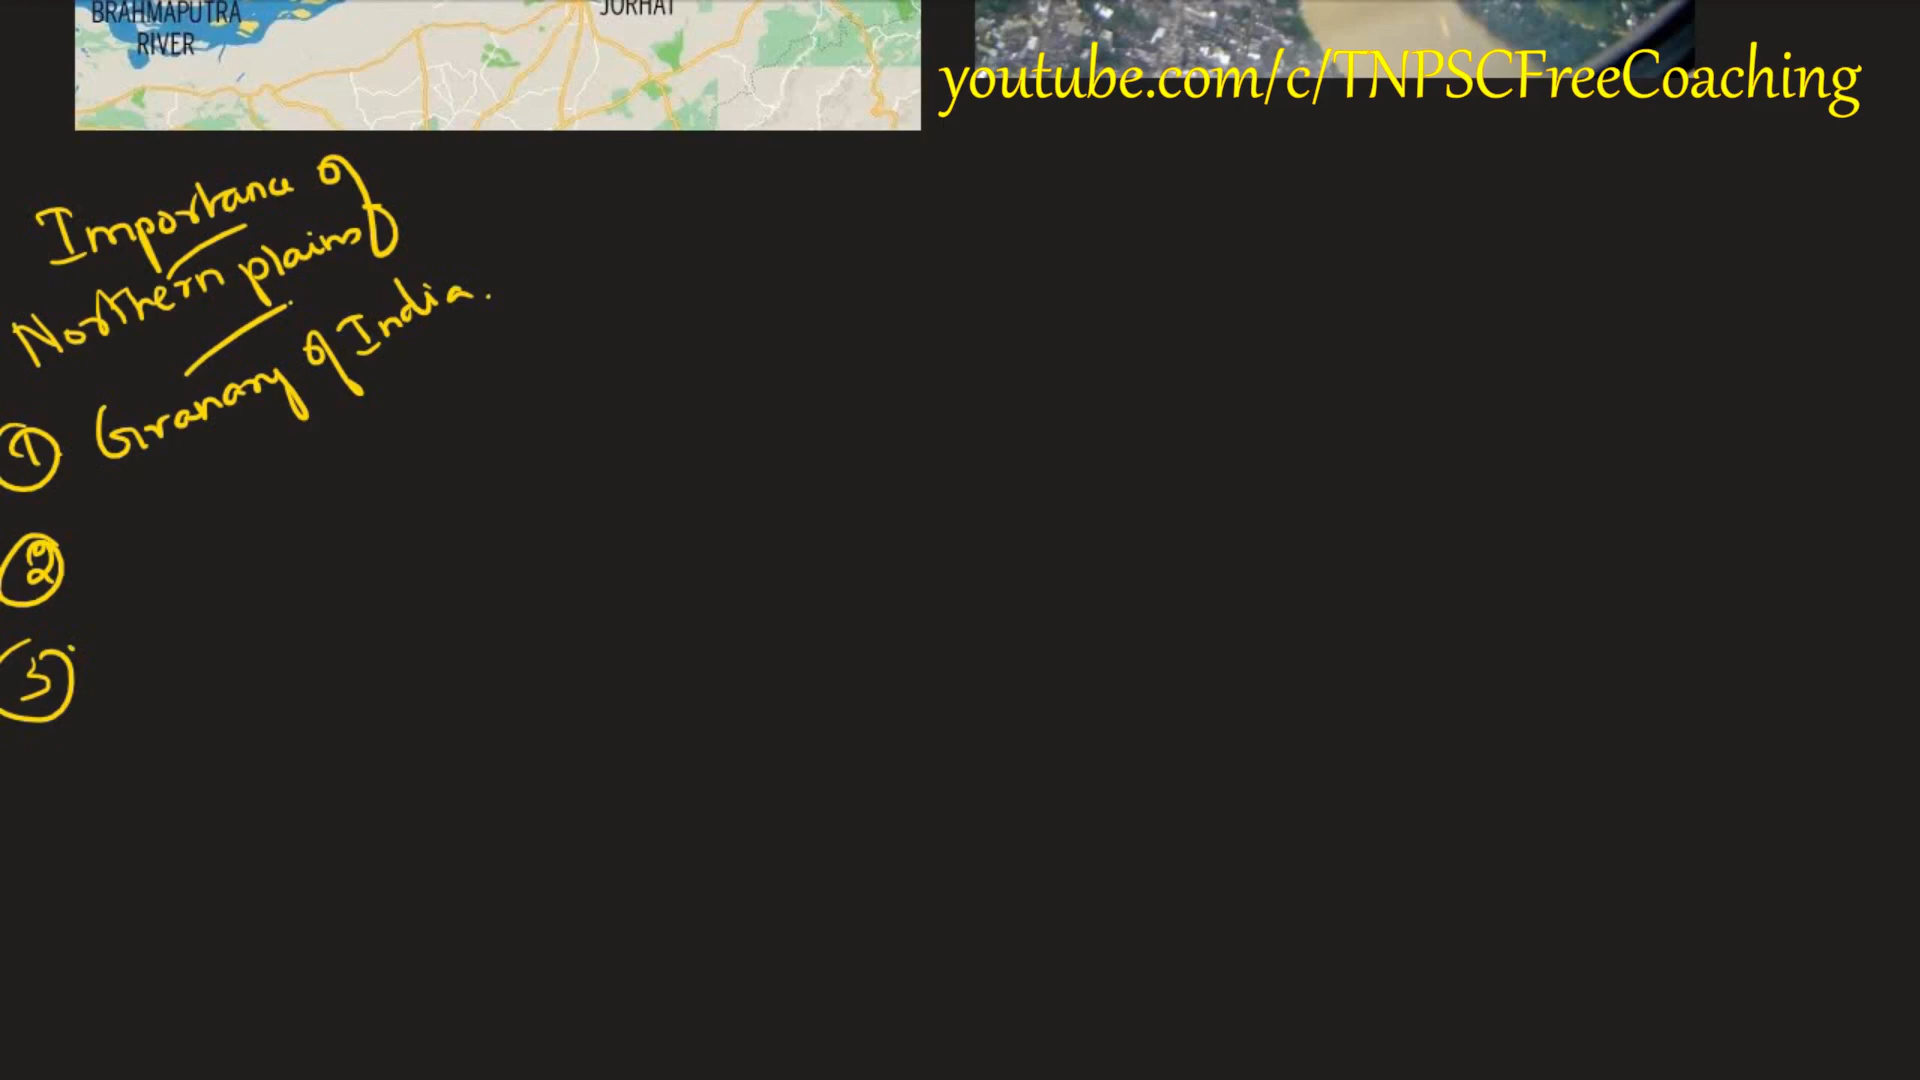 BRAHMAPUTRA
RIVER
JORHAT
youtube.com/c/TNPSCFreeCoaching
Importance of
Northern plains
① Granary of India.
②
③